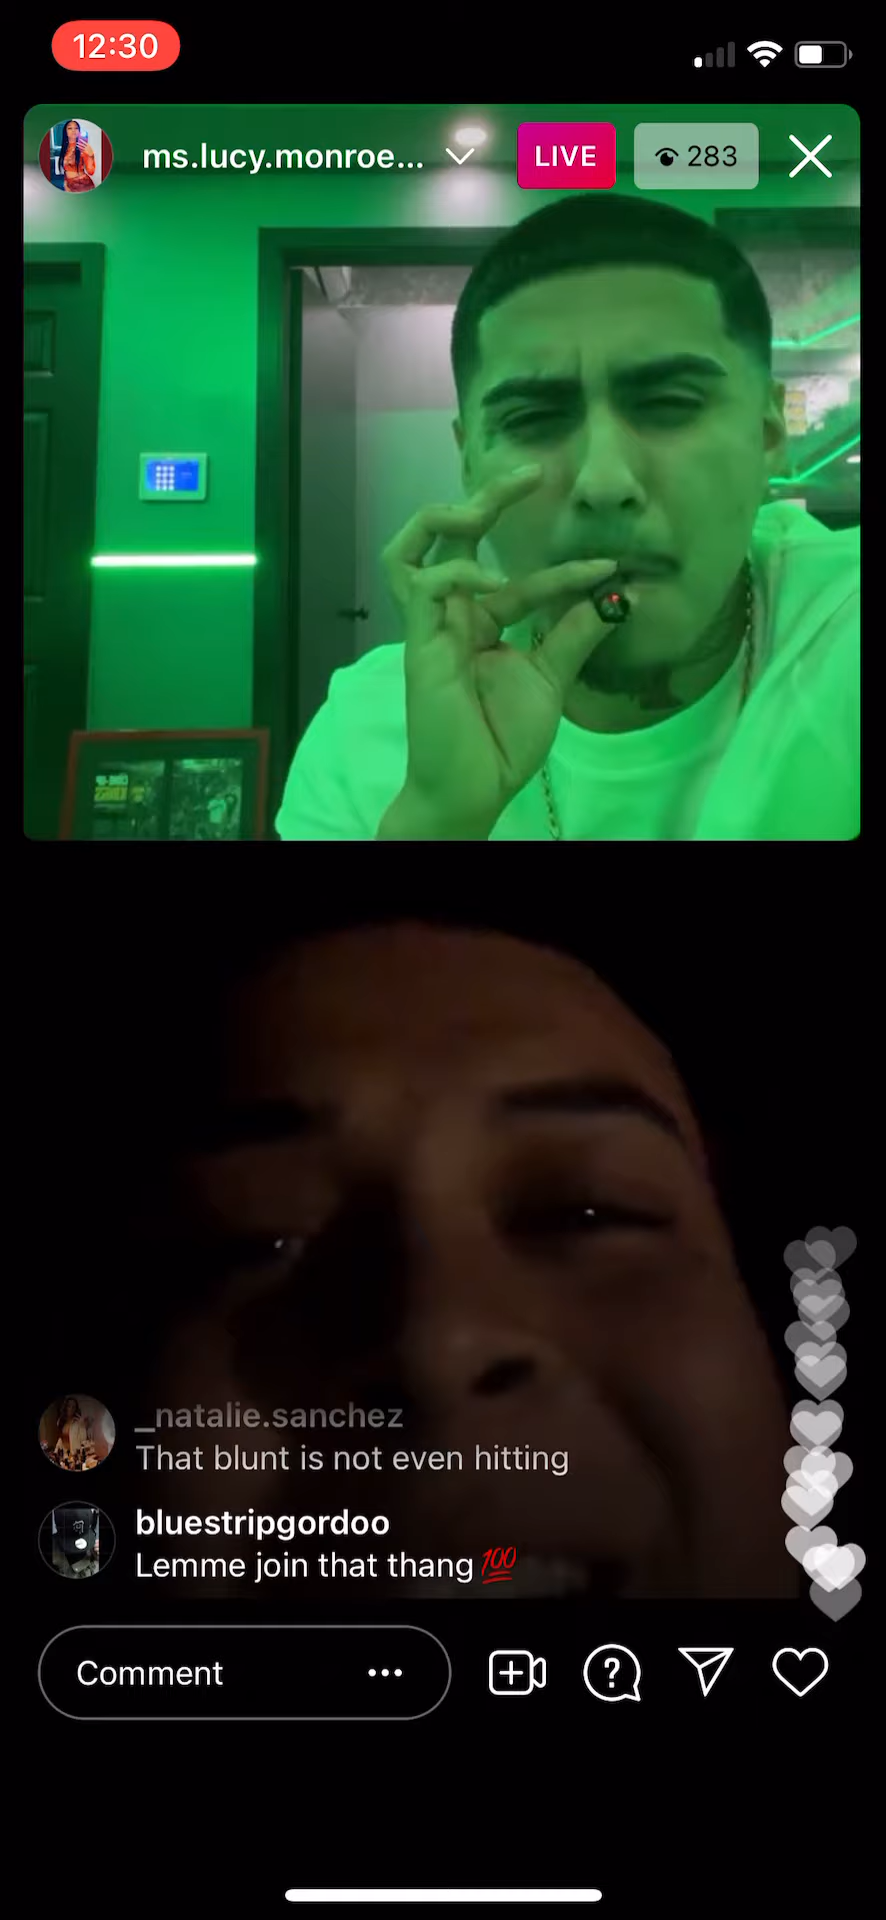 12:30
ms.lucy.monroe...
LIVE
283
_natalie.sanchez
That blunt is not even hitting
bluestripgordoo
Lemme join that thang 💯
Comment